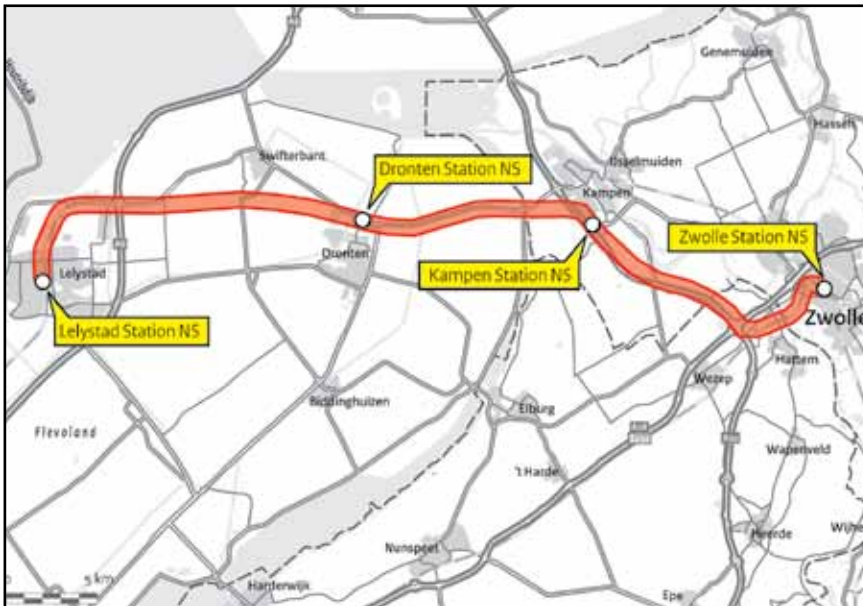 Genemuiden
Hasselt
Swifterbant
IJsselmuiden
Dronten Station NS
Kampen
Zwolle Station NS
Dronten
Lelystad
Kampen Station NS
Zwolle
Lelystad Station NS
Hattem
Wezep
Biddinghuizen
Elburg
Flevoland
Wapenveld
't Harde
Nunspeet
Heerde
5 km
Harderwijk
Epe